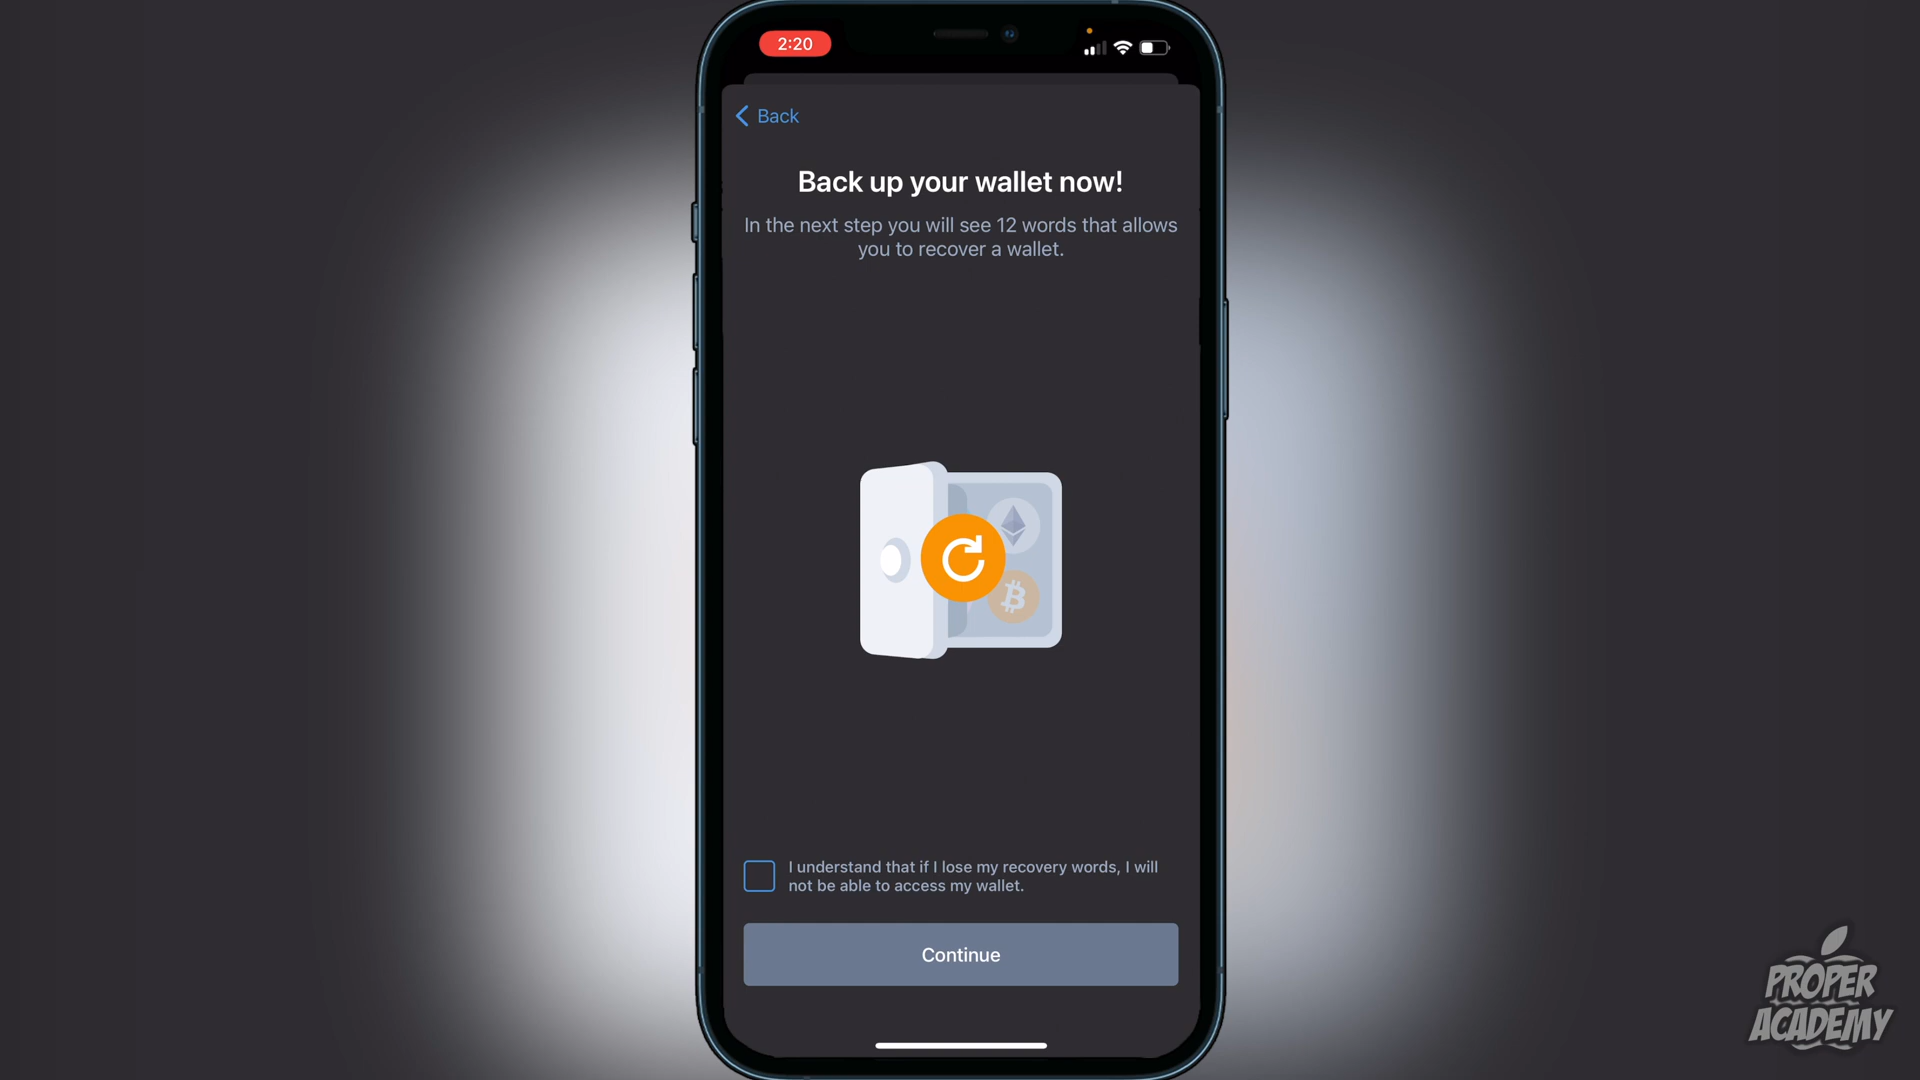 2:20
Back
Back up your wallet now!
In the next step you will see 12 words that allows
you to recover a wallet.
I understand that if I lose my recovery words, I will
not be able to access my wallet.
Continue
PROPER
ACADEMY